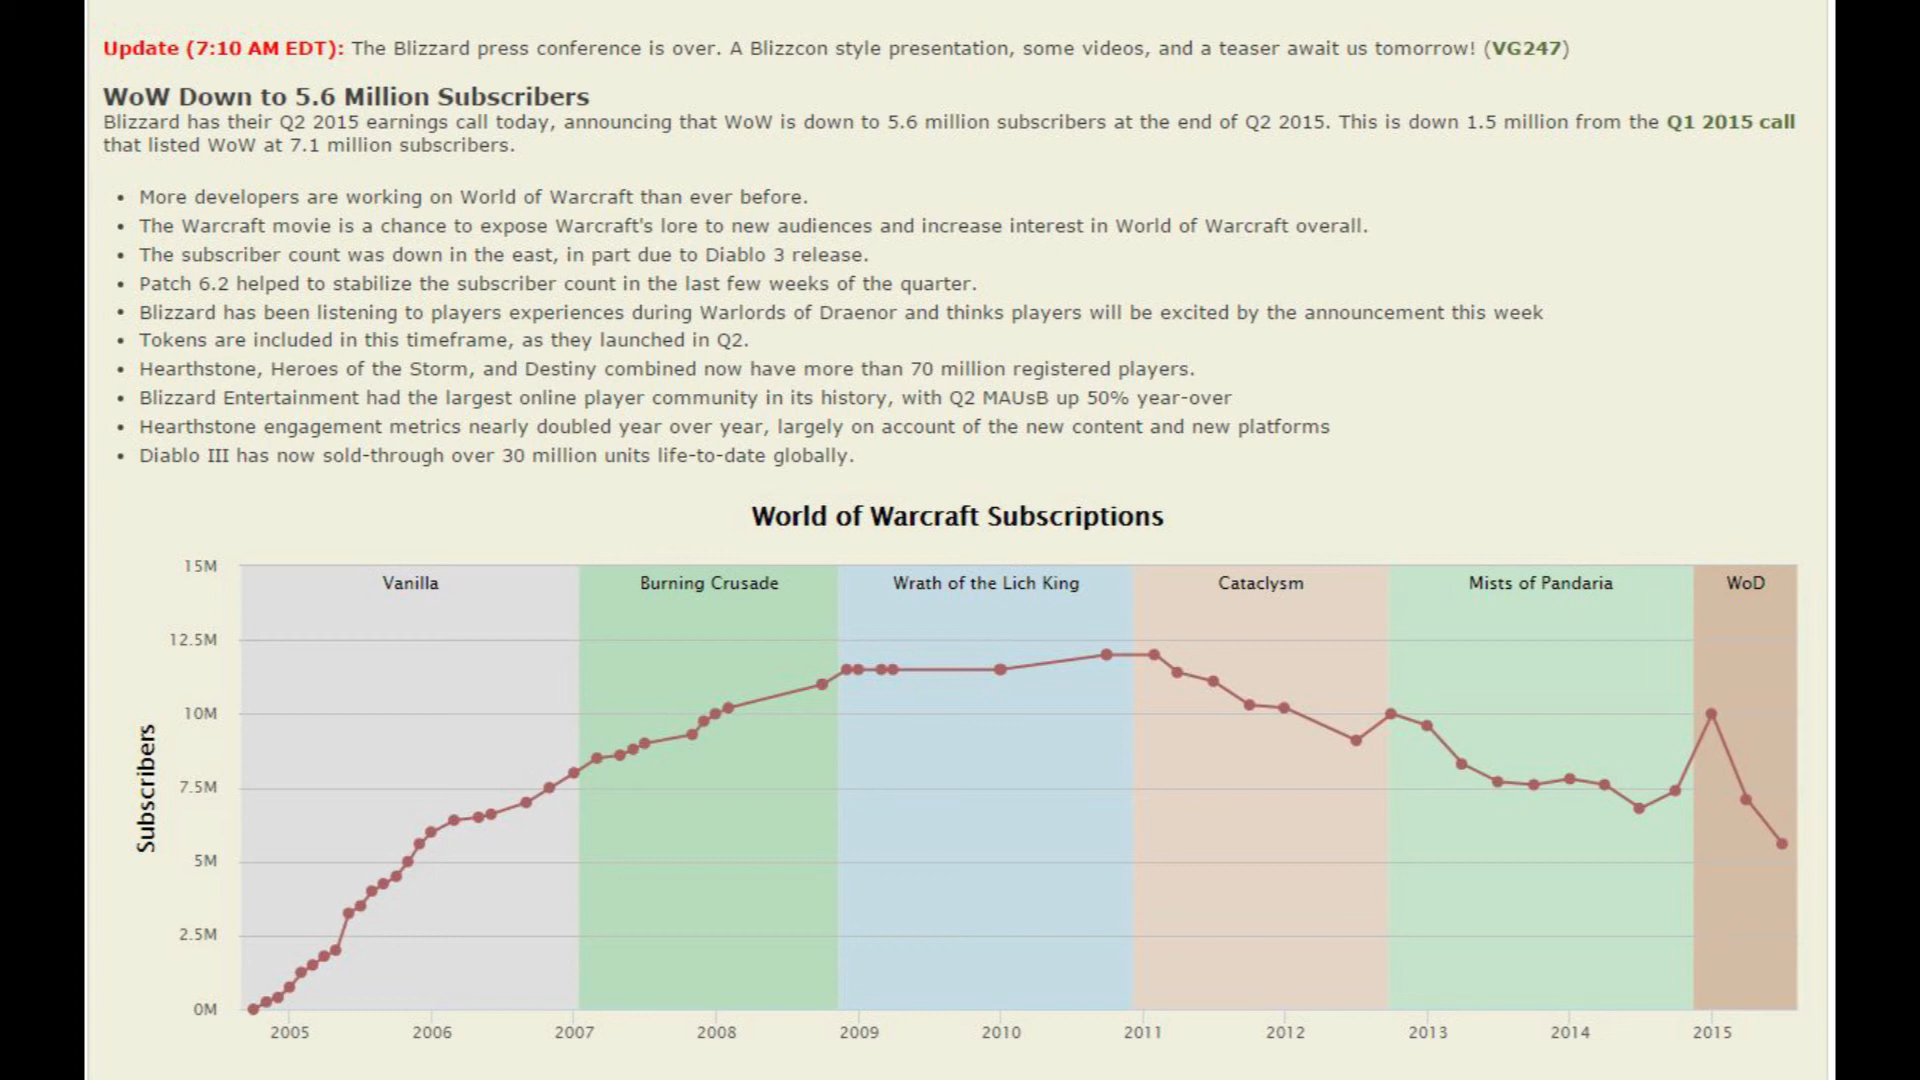 Update (7:10 AM EDT): The Blizzard press conference is over. A Blizzcon style presentation, some videos, and a teaser await us tomorrow! (VG247)
WoW Down to 5.6 Million Subscribers
Blizzard has their Q2 2015 earnings call today, announcing that WoW is down to 5.6 million subscribers at the end of Q2 2015. This is down 1.5 million from the Q1 2015 call
that listed WoW at 7.1 million subscribers.
• More developers are working on World of Warcraft than ever before.
• The Warcraft movie is a chance to expose Warcraft's lore to new audiences and increase interest in World of Warcraft overall.
• The subscriber count was down in the east, in part due to Diablo 3 release.
• Patch 6.2 helped to stabilize the subscriber count in the last few weeks of the quarter.
• Blizzard has been listening to players experiences during Warlords of Draenor and thinks players will be excited by the announcement this week
• Tokens are included in this timeframe, as they launched in Q2.
• Hearthstone, Heroes of the Storm, and Destiny combined now have more than 70 million registered players.
• Blizzard Entertainment had the largest online player community in its history, with Q2 MAUsB up 50% year-over
• Hearthstone engagement metrics nearly doubled year over year, largely on account of the new content and new platforms
• Diablo III has now sold-through over 30 million units life-to-date globally.
World of Warcraft Subscriptions
Vanilla Burning Crusade Wrath of the Lich King Cataclysm Mists of Pandaria WoD
Subscribers
15M
12.5M
10M
7.5M
5M
2.5M
0M
2005 2006 2007 2008 2009 2010 2011 2012 2013 2014 2015